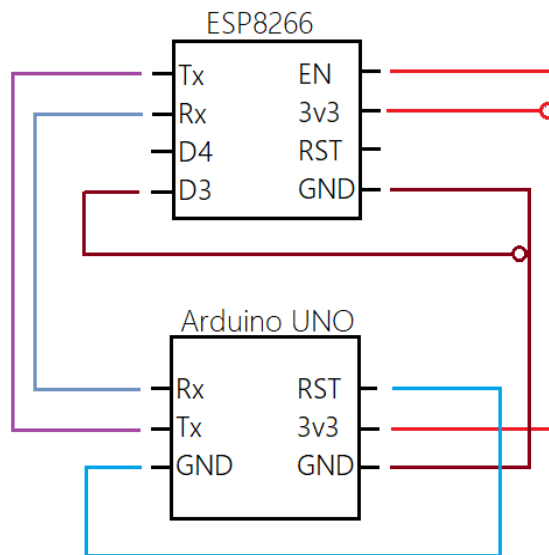 ESP8266
Tx EN
Rx 3v3
D4 RST
D3 GND
Arduino UNO
Rx RST
Tx 3v3
GND GND